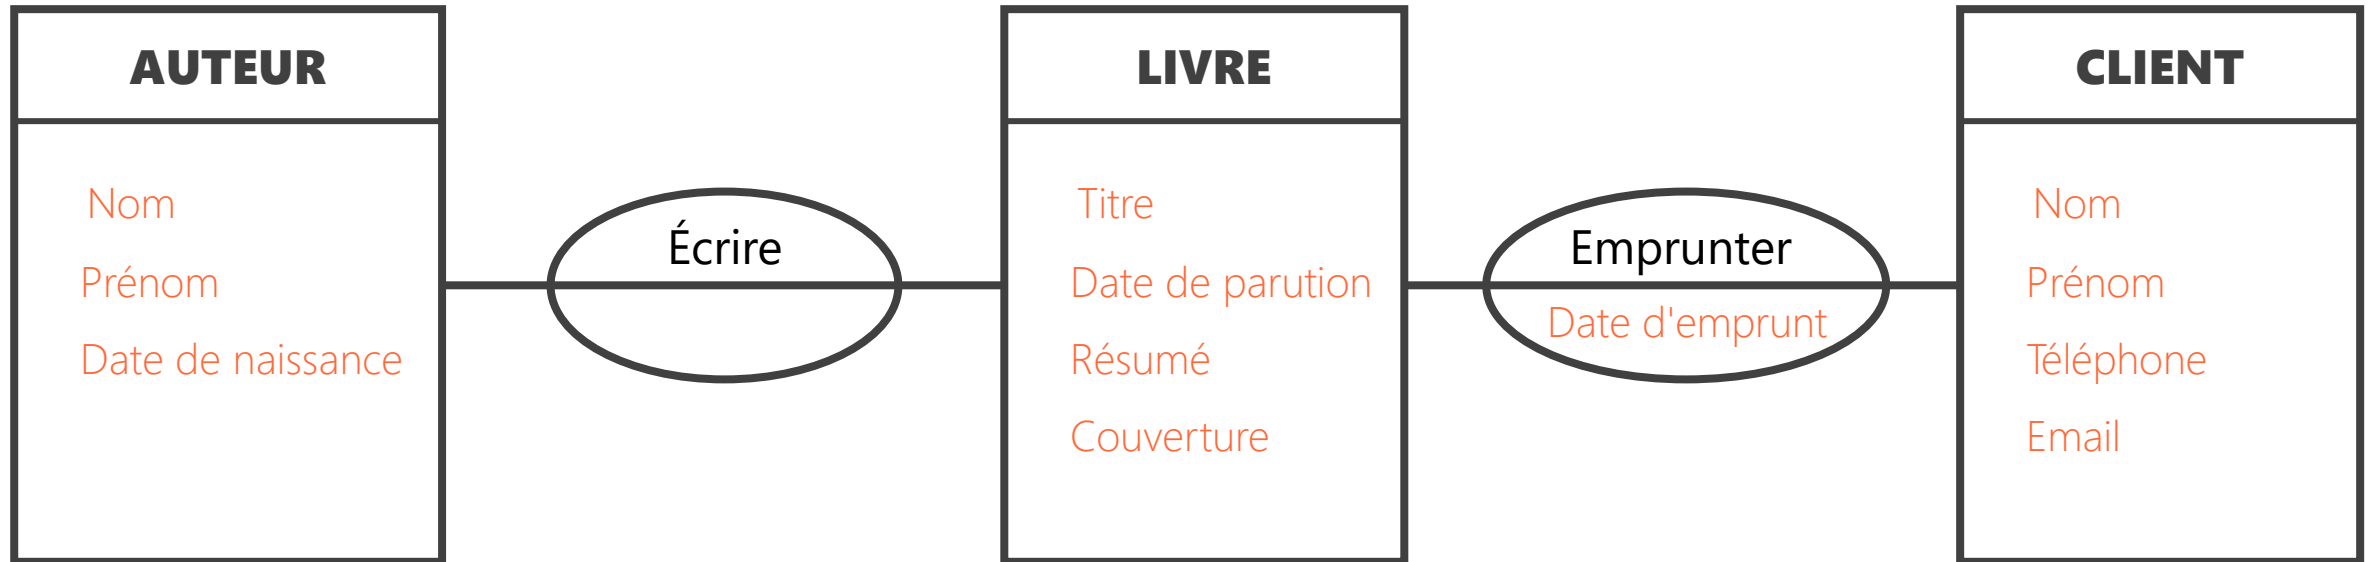 AUTEUR
Nom
Prénom
Date de naissance
Écrire
LIVRE
Titre
Date de parution
Résumé
Couverture
Emprunter
Date d'emprunt
CLIENT
Nom
Prénom
Téléphone
Email